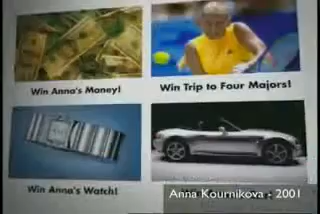 Win Anna's Money!
Win Trip to Four Majors!
Win Anna's Watch!
Anna Kournikova - 2001